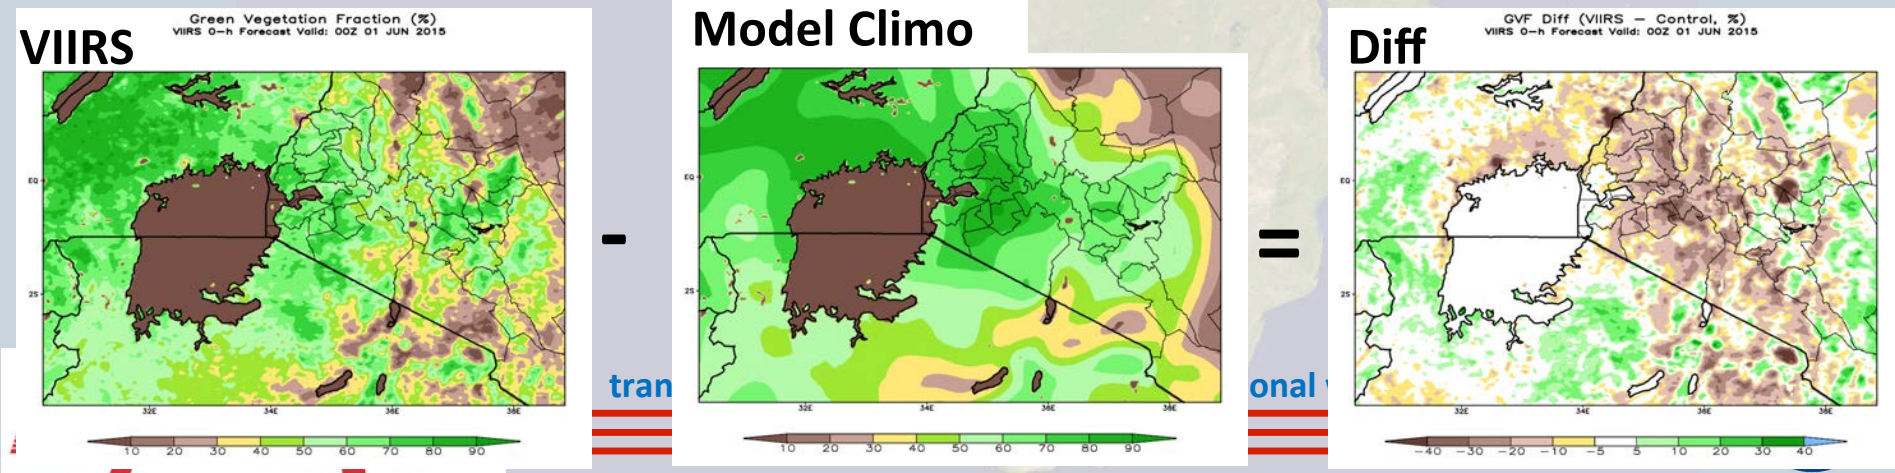 Green Vegetation Fraction (%)
VIIRS 0-h Forecast Valid: 00Z 01 JUN 2015
VIIRS
EQ
2S
32E
34E
36E
36E
10 20 30 40 50 60 70 80 90
-
Model Climo
EQ
2S
32E
34E
36E
36E
10 20 30 40 50 60 70 80 90
=
GVF Diff (VIIRS - Control, %)
VIIRS 0-h Forecast Valid: 00Z 01 JUN 2015
Diff
EQ
2S
32E
34E
36E
36E
-40 -30 -20 -10 -5 5 10 20 30 40
tran
onal